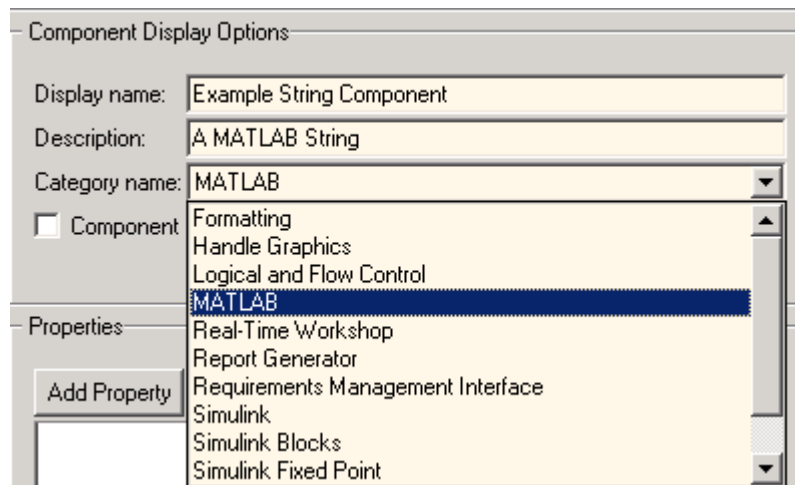 Component Display Options
Display name: Example String Component
Description: A MATLAB String
Category name: MATLAB
Component
Formatting
Handle Graphics
Logical and Flow Control
MATLAB
Properties
Real-Time Workshop
Report Generator
Add Property
Requirements Management Interface
Simulink
Simulink Blocks
Simulink Fixed Point